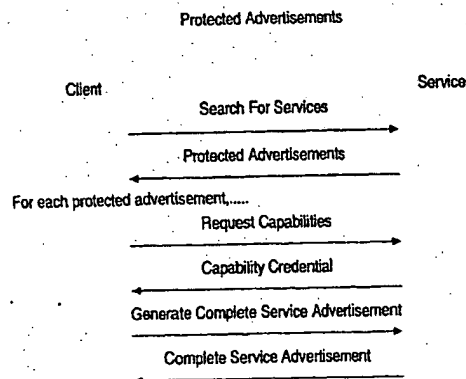 Protected Advertisements
Client
Service
Search For Services
Protected Advertisements
For each protected advertisement,.....
Request Capabilities
Capability Credential
Generate Complete Service Advertisement
Complete Service Advertisement